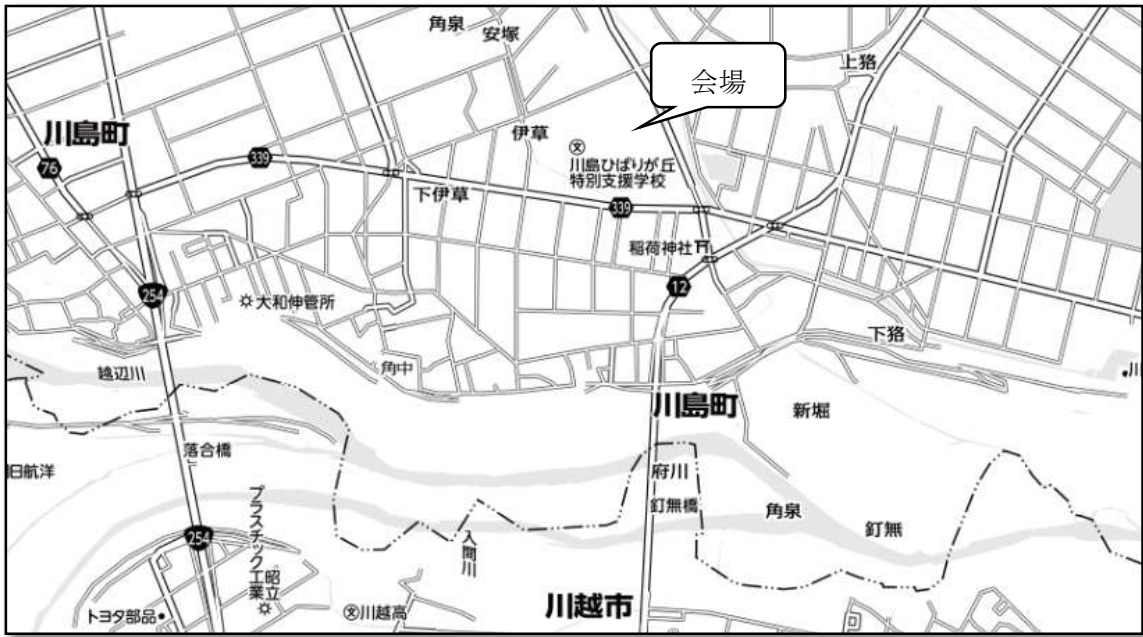 角泉
安塚
会場
上狢
川島町
伊草
76
339
川島ひばりが丘
特別支援学校
下伊草
339
稲荷神社
12
254
大和伸管所
下狢
越辺川
角中
川島町
新堀
川
落合橋
旧航洋
府川
釘無橋
角泉
釘無
254
プラスチック工業
昭立
入間川
トヨタ部品
川越高
川越市